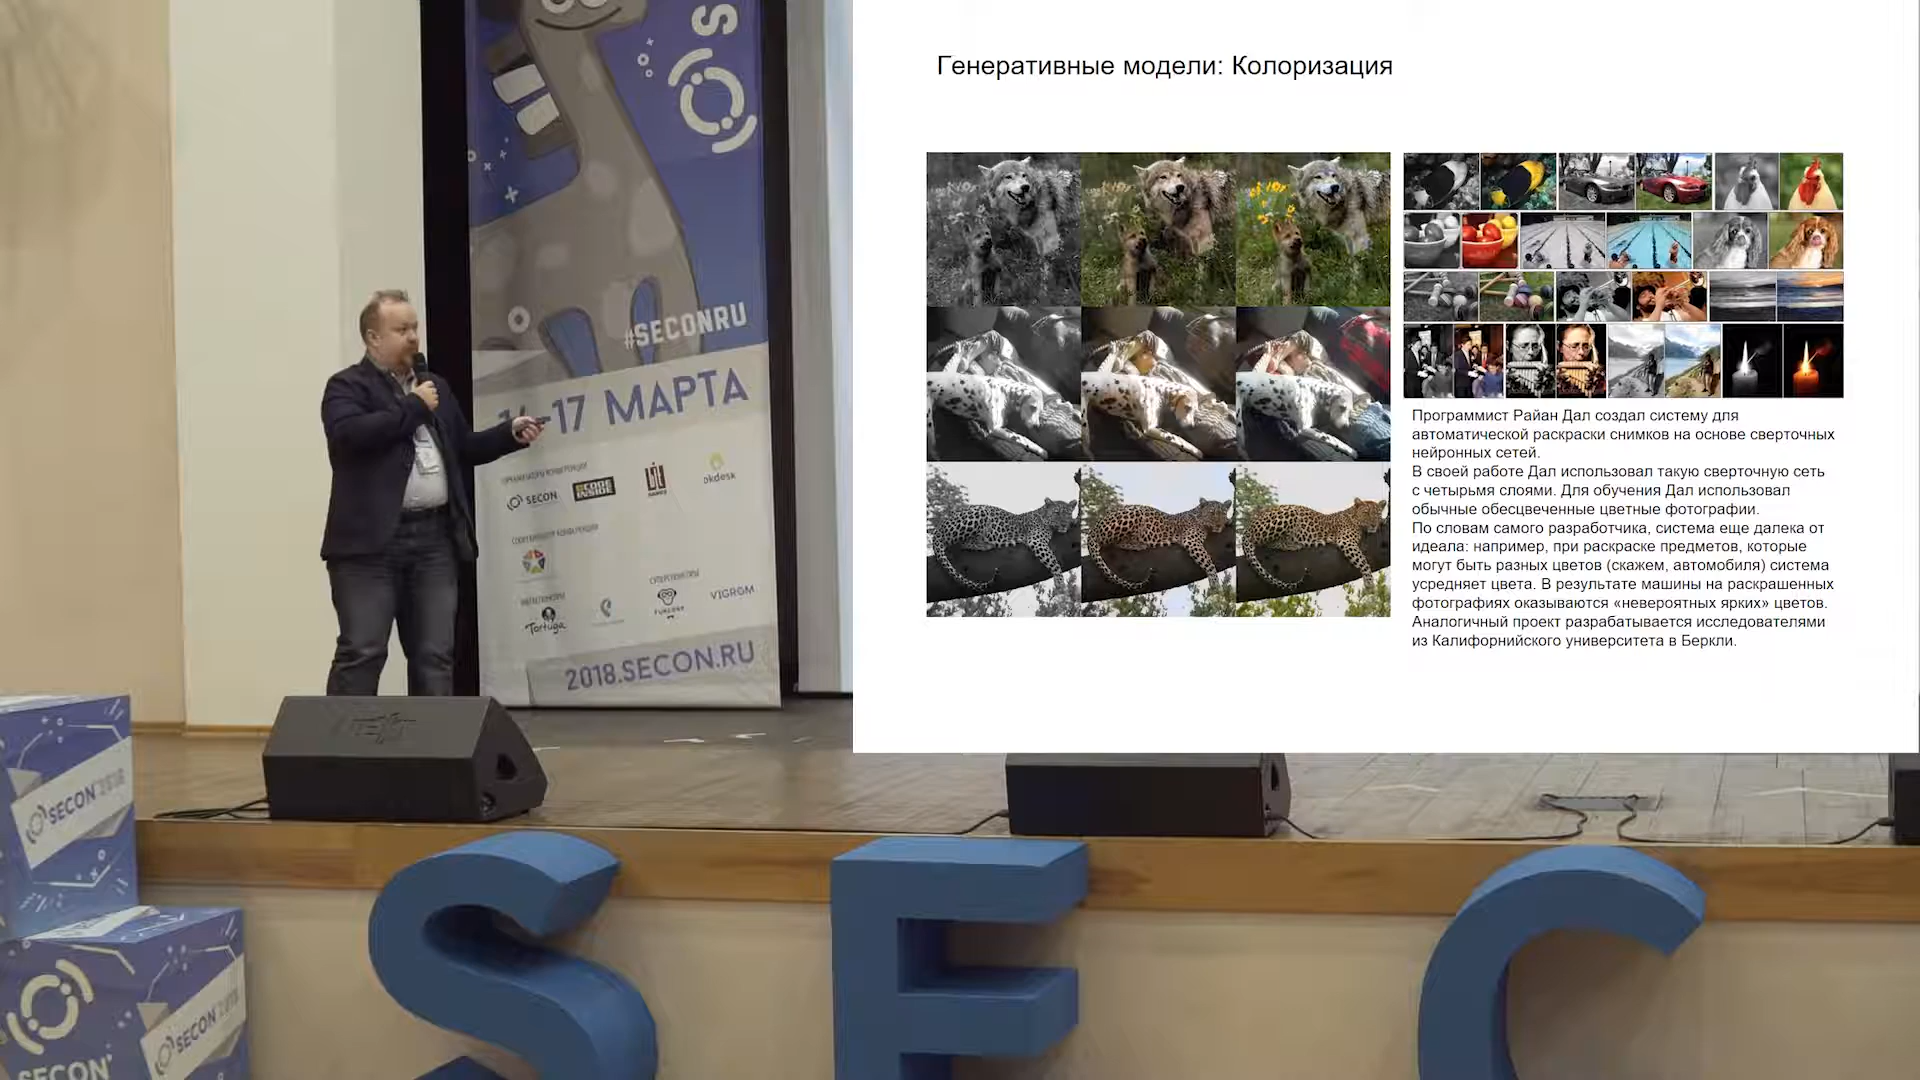 Генеративные модели: Колоризация
Программист Райан Дал создал систему для
автоматической раскраски снимков на основе сверточных
нейронных сетей.
В своей работе Дал использовал такую сверточную сеть
с четырьмя слоями. Для обучения Дал использовал
обычные обесцвеченные цветные фотографии.
По словам самого разработчика, система еще далека от
идеала: например, при раскраске предметов, которые
могут быть разных цветов (скажем, автомобиля) система
усредняет цвета. В результате машины на раскрашенных
фотографиях оказываются «невероятных ярких» цветов.
Аналогичный проект разрабатывается исследователями
из Калифорнийского университета в Беркли.
S
#SECONRU
-17 МАРТА
ОРГАНИЗАТОРЫ КОНФЕРЕНЦИИ
SECON
CODE INSIDE
okdesk
СУПЕРСПОНСОРЫ
Tortuga
VIGROM
2018.SECON.RU
SECON'2018
SECON'2018
SECON'
S E C